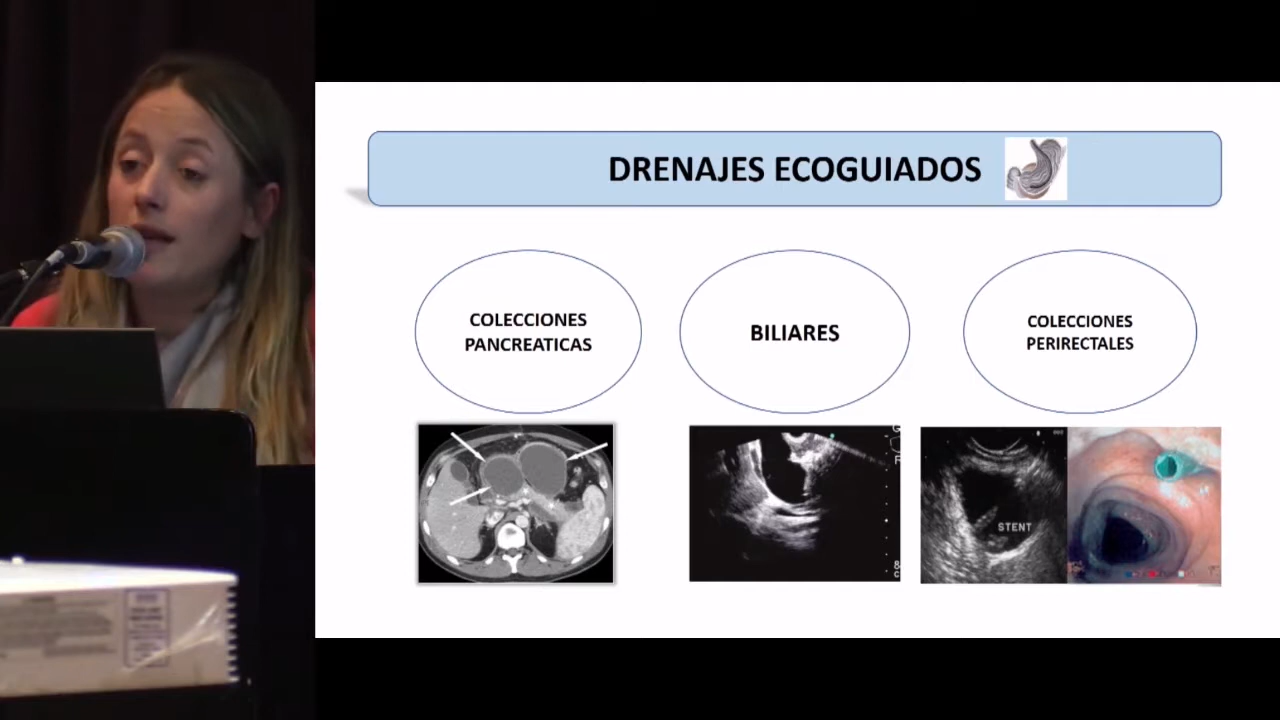 DRENAJES ECOGUIADOS
COLECCIONES
PANCREATICAS
BILIARES
COLECCIONES
PERIRECTALES
STENT